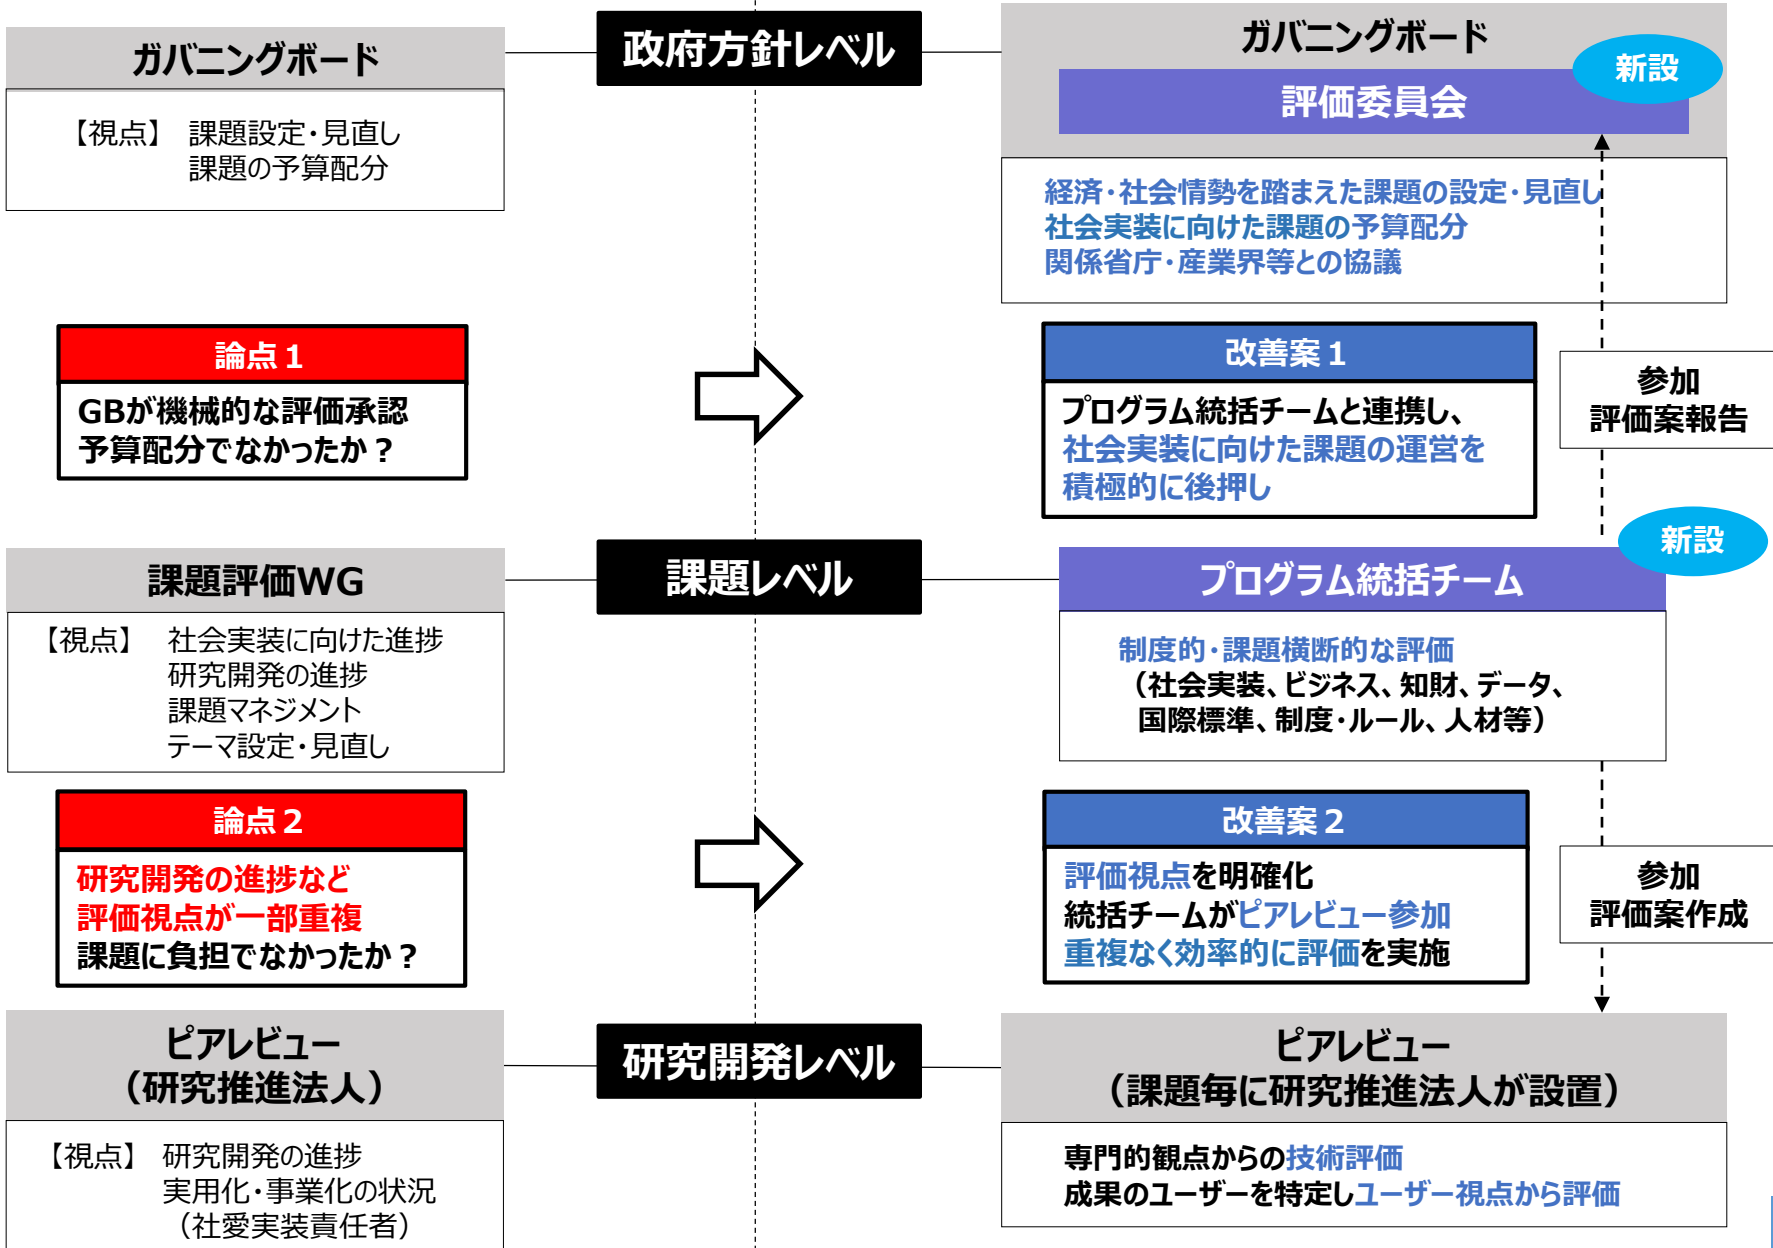 ガバニングボード
【視点】 課題設定・見直し
課題の予算配分
政府方針レベル
ガバニングボード
新設
評価委員会
経済・社会情勢を踏まえた課題の設定・見直し
社会実装に向けた課題の予算配分
関係省庁・産業界等との協議
論点1
GBが機械的な評価承認
予算配分でなかったか？
改善案1
プログラム統括チームと連携し、
社会実装に向けた課題の運営を
積極的に後押し
参加
評価案報告
課題評価WG
【視点】 社会実装に向けた進捗
研究開発の進捗
課題マネジメント
テーマ設定・見直し
課題レベル
新設
プログラム統括チーム
制度的・課題横断的な評価
（社会実装、ビジネス、知財、データ、
国際標準、制度・ルール、人材等）
論点2
研究開発の進捗など
評価視点が一部重複
課題に負担でなかったか？
改善案2
評価視点を明確化
統括チームがピアレビュー参加
重複なく効率的に評価を実施
参加
評価案作成
ピアレビュー
（研究推進法人）
【視点】 研究開発の進捗
実用化・事業化の状況
（社愛実装責任者）
研究開発レベル
ピアレビュー
（課題毎に研究推進法人が設置）
専門的観点からの技術評価
成果のユーザーを特定しユーザー視点から評価